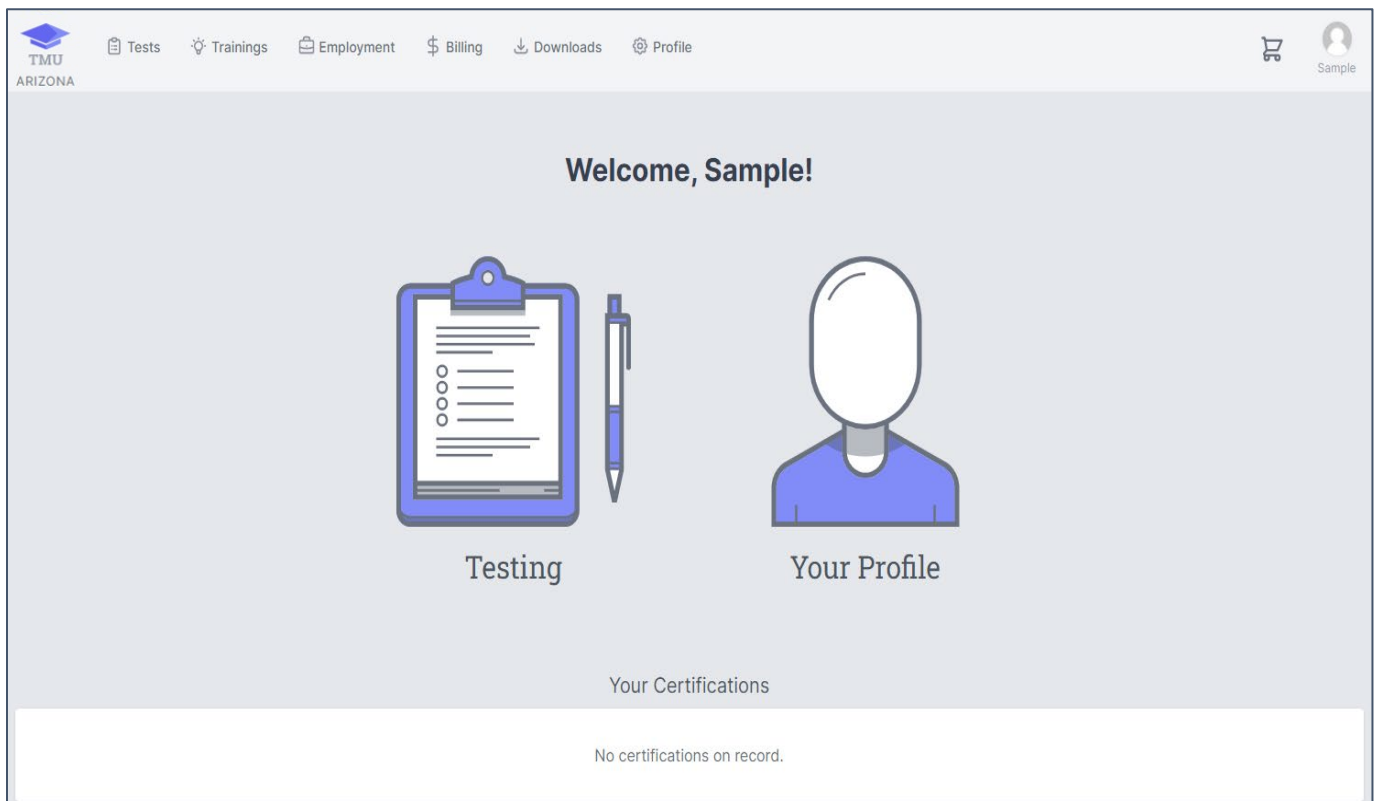 TMU
ARIZONA
Tests Trainings Employment Billing Downloads Profile
Sample
Welcome, Sample!
Testing Your Profile
Your Certifications
No certifications on record.